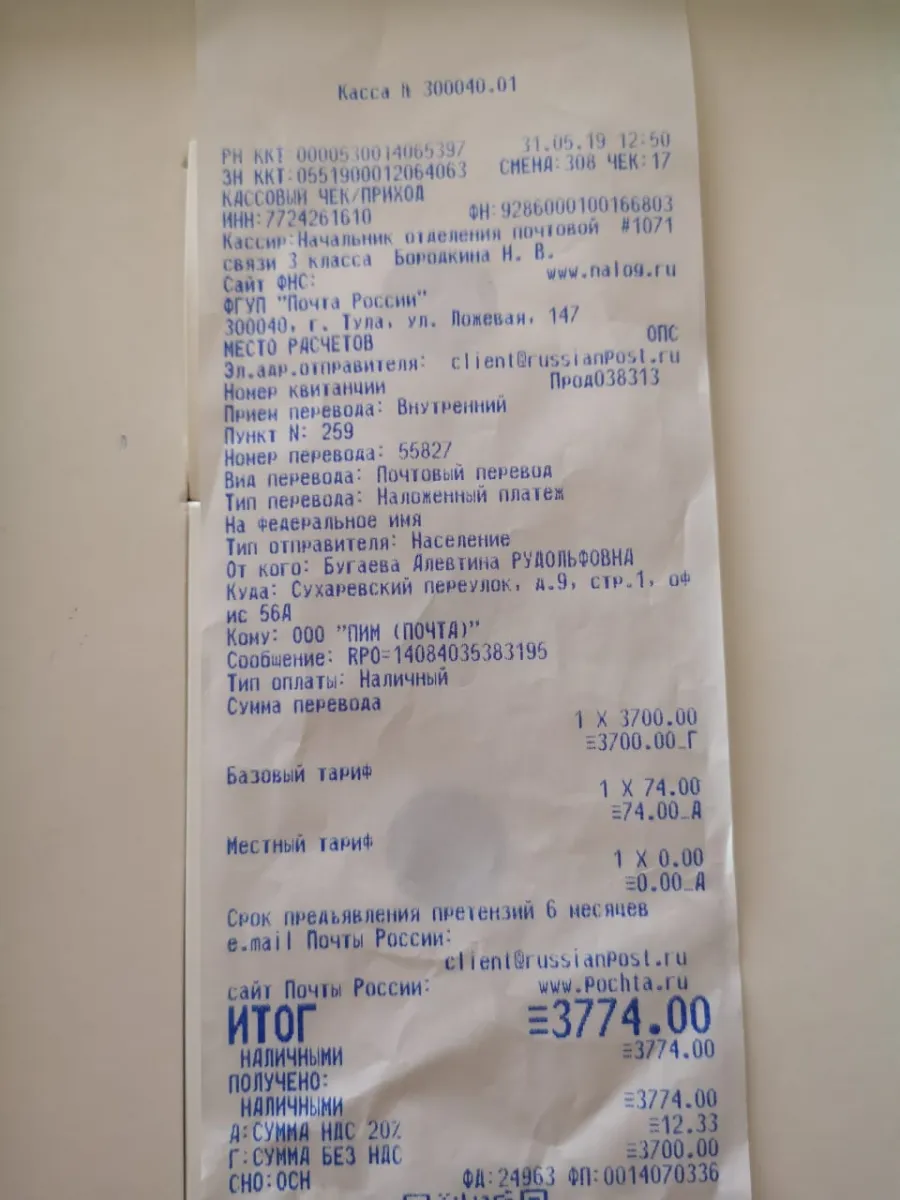 Касса № 300040.01
РН ККТ 0000530014065397 31.05.19 12:50
ЗН ККТ:0551900012064063 СМЕНА:308 ЧЕК:17
КАССОВЫЙ ЧЕК/ПРИХОД
ИНН:7724261610 ФН:9286000100166803
Кассир:Начальник отделения почтовой #1071
связи 3 класса Бородкина Н. В.
Сайт ФНС: www.nalog.ru
ФГУП "Почта России"
300040, г. Тула, ул. Ложевая, 147
МЕСТО РАСЧЕТОВ ОПС
Эл.адр.отправителя: client@russianPost.ru
Номер квитанции Прод038313
Прием перевода: Внутренний
Пункт N: 259
Номер перевода: 55827
Вид перевода: Почтовый перевод
Тип перевода: Наложенный платеж
На федеральное имя
Тип отправителя: Население
От кого: Бугаева Алевтина РУДОЛЬФОВНА
Куда: Сухаревский переулок, д.9, стр.1, оф
ис 56А
Кому: ООО "ПИМ (ПОЧТА)"
Сообщение: RPO=14084035383195
Тип оплаты: Наличный
Сумма перевода
1 X 3700.00
≡3700.00_Г
Базовый тариф
1 X 74.00
≡74.00_А
Местный тариф
1 X 0.00
≡0.00_А
Срок предъявления претензий 6 месяцев
e.mail Почты России:
client@russianPost.ru
сайт Почты России: www.Pochta.ru
ИТОГ ≡3774.00
НАЛИЧНЫМИ ≡3774.00
ПОЛУЧЕНО:
НАЛИЧНЫМИ ≡3774.00
А:СУММА НДС 20% ≡12.33
Г:СУММА БЕЗ НДС ≡3700.00
СНО:ОСН ФД:24963 ФП:0014070336